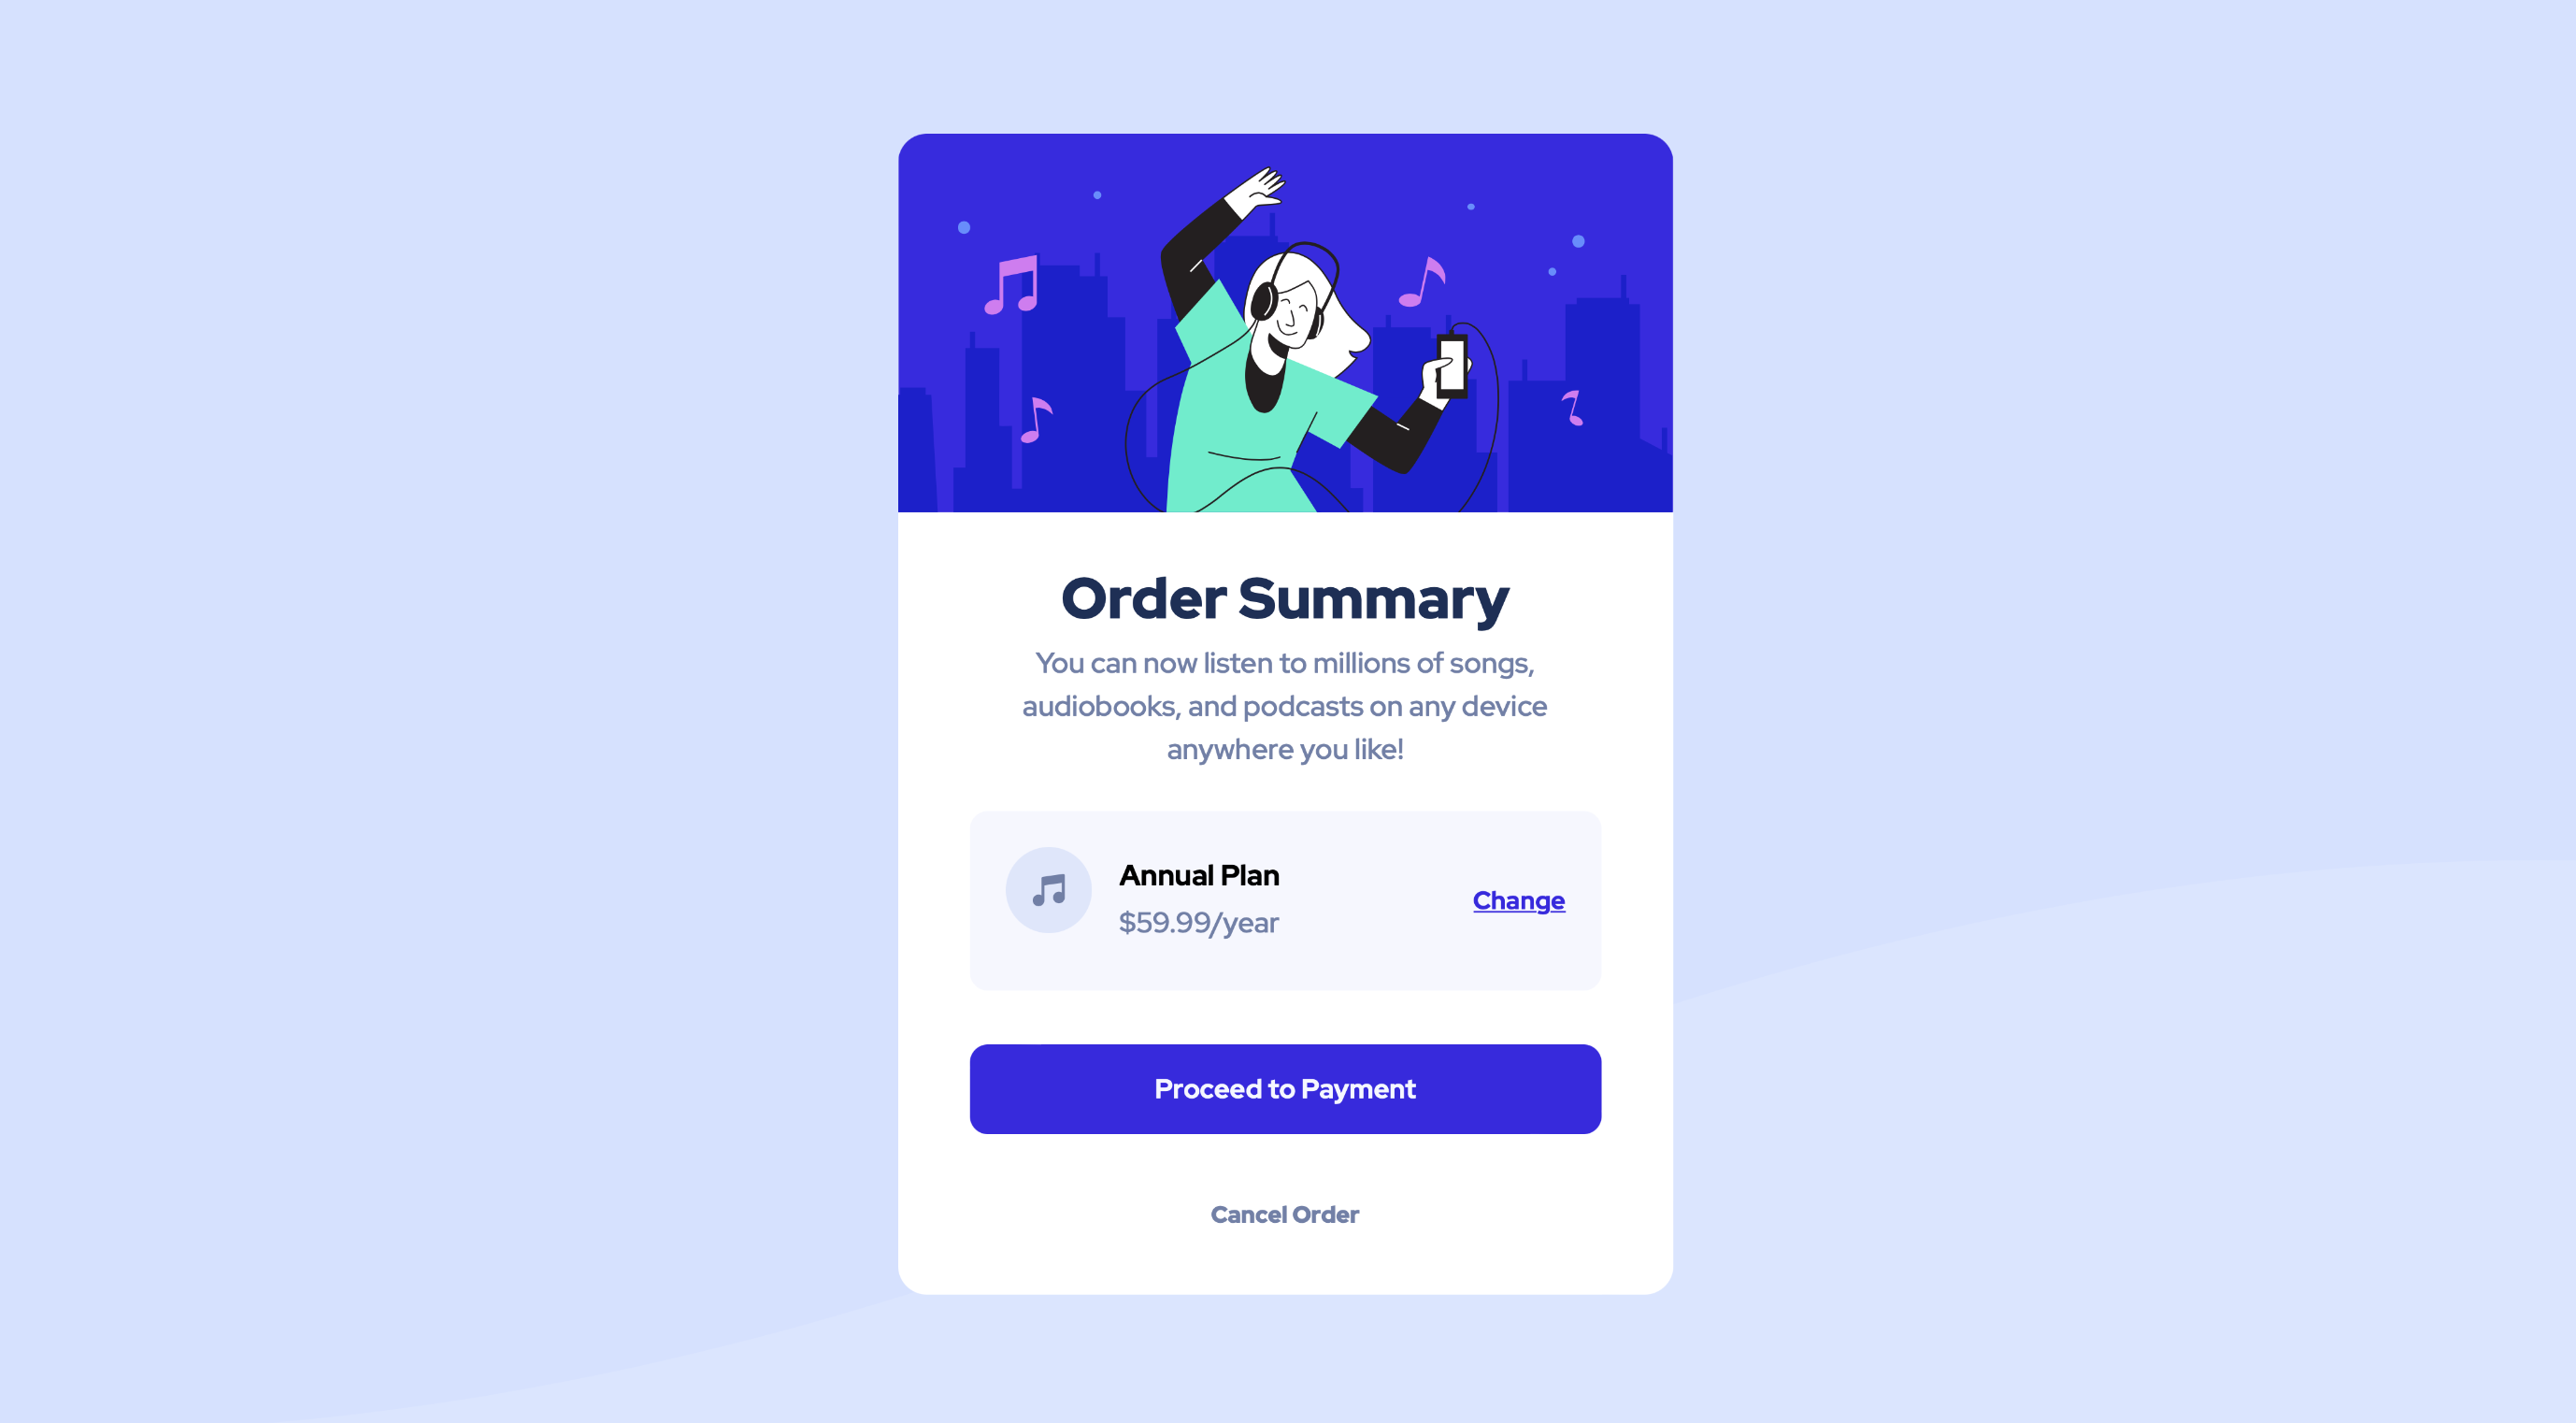 Order Summary
You can now listen to millions of songs,
audiobooks, and podcasts on any device
anywhere you like!
Annual Plan
$59.99/year
Change
Proceed to Payment
Cancel Order